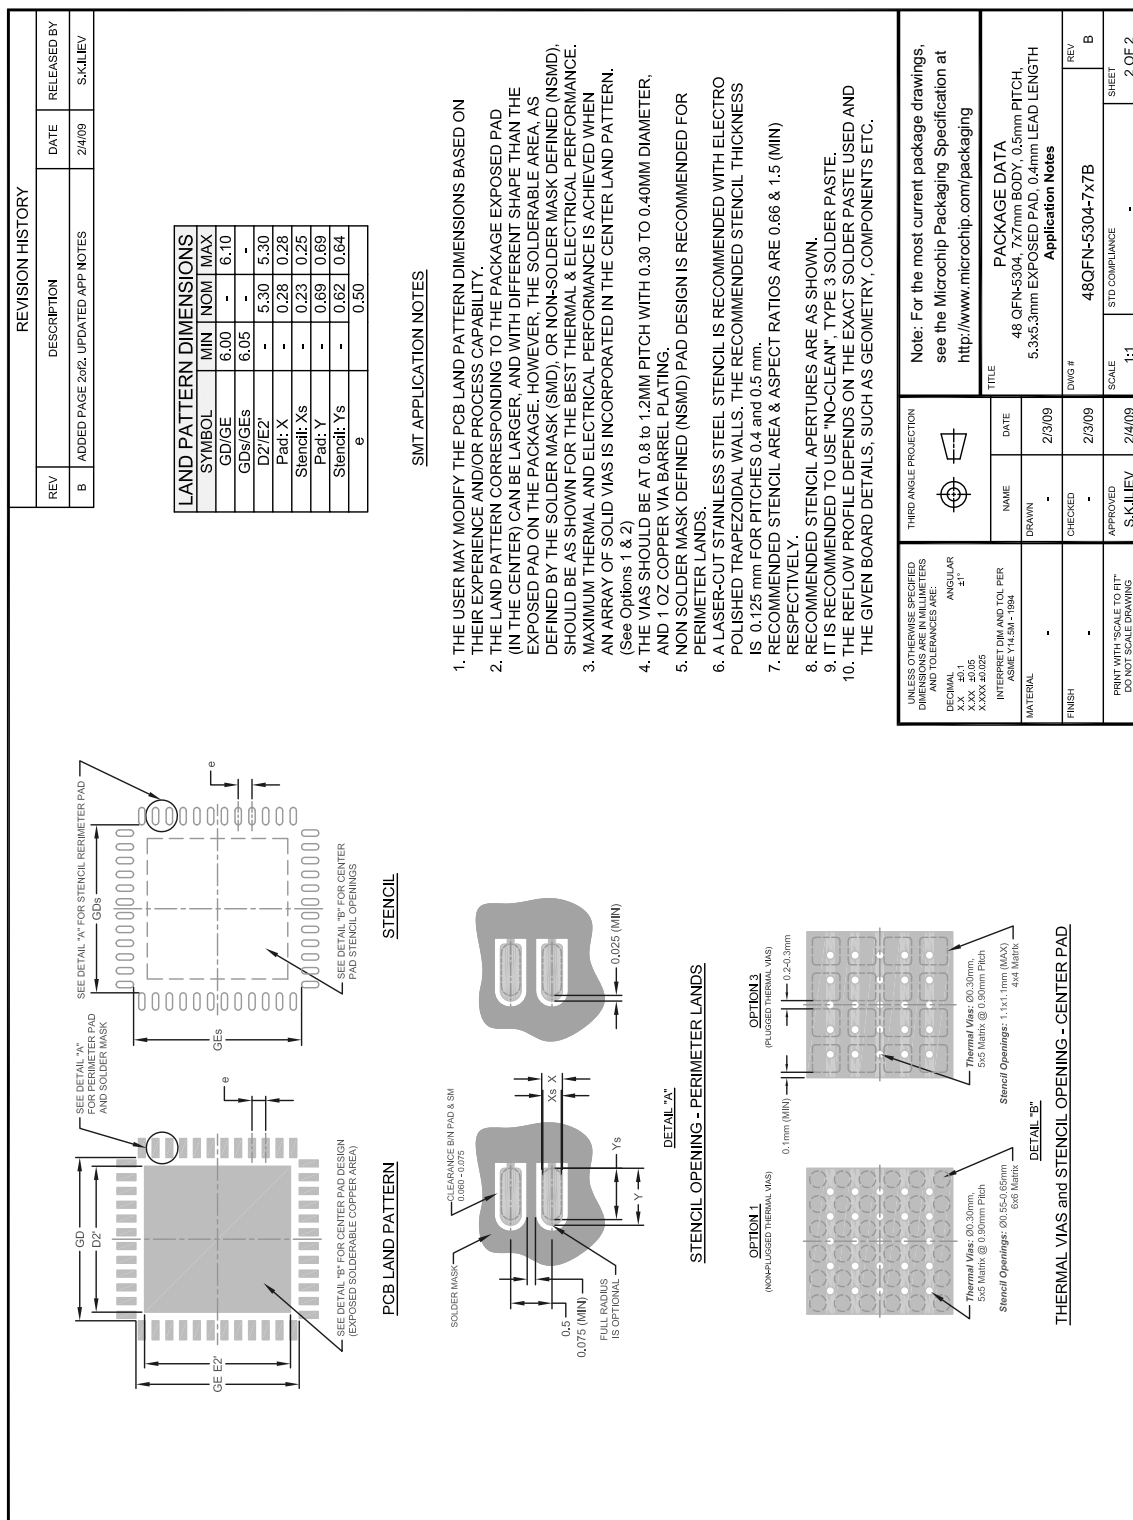 REVISION HISTORY
REV DESCRIPTION DATE RELEASED BY
B ADDED PAGE 2of2. UPDATED APP NOTES 2/4/09 S.K.ILIEV
LAND PATTERN DIMENSIONS
SYMBOL MIN NOM MAX
GD/GE 6.00 - 6.10
GDs/GEs 6.05 - -
D2'/E2' - 5.30 5.30
Pad: X - 0.28 0.28
Stencil: Xs - 0.23 0.25
Pad: Y - 0.69 0.69
Stencil: Ys - 0.62 0.64
e 0.50
SEE DETAIL "A"
FOR PERIMETER PAD
AND SOLDER MASK
GD
D2'
GE
E2'
e
SEE DETAIL "B" FOR CENTER PAD DESIGN
(EXPOSED SOLDERABLE COPPER AREA)
PCB LAND PATTERN
SEE DETAIL "A" FOR STENCIL RERIMETER PAD
GDs
GEs
e
SEE DETAIL "B" FOR CENTER
PAD STENCIL OPENINGS
STENCIL
SOLDER MASK
CLEARANCE B/N PAD & SM
0.060 - 0.075
Ys
Y
Xs
X
0.5
0.075 (MIN)
FULL RADIUS
IS OPTIONAL
0.025 (MIN)
DETAIL "A"
STENCIL OPENING - PERIMETER LANDS
OPTION 1
(NON-PLUGGED THERMAL VIAS)
Thermal Vias: Ø0.30mm,
5x5 Matrix @ 0.90mm Pitch
Stencil Openings: Ø0.55-0.65mm
6x6 Matrix
OPTION 3
(PLUGGED THERMAL VIAS)
0.1mm (MIN)
0.2-0.3mm
Thermal Vias: Ø0.30mm,
5x5 Matrix @ 0.90mm Pitch
Stencil Openings: 1.1x1.1mm (MAX)
4x4 Matrix
DETAIL "B"
THERMAL VIAS and STENCIL OPENING - CENTER PAD
SMT APPLICATION NOTES
1. THE USER MAY MODIFY THE PCB LAND PATTERN DIMENSIONS BASED ON
THEIR EXPERIENCE AND/OR PROCESS CAPABILITY.
2. THE LAND PATTERN CORRESPONDING TO THE PACKAGE EXPOSED PAD
(IN THE CENTER) CAN BE LARGER, AND WITH DIFFERENT SHAPE THAN THE
EXPOSED PAD ON THE PACKAGE. HOWEVER, THE SOLDERABLE AREA, AS
DEFINED BY THE SOLDER MASK (SMD), OR NON-SOLDER MASK DEFINED (NSMD),
SHOULD BE AS SHOWN FOR THE BEST THERMAL & ELECTRICAL PERFORMANCE.
3. MAXIMUM THERMAL AND ELECTRICAL PERFORMANCE IS ACHIEVED WHEN
AN ARRAY OF SOLID VIAS IS INCORPORATED IN THE CENTER LAND PATTERN.
(See Options 1 & 2)
4. THE VIAS SHOULD BE AT 0.8 to 1.2MM PITCH WITH 0.30 TO 0.40MM DIAMETER,
AND 1 OZ COPPER VIA BARREL PLATING.
5. NON SOLDER MASK DEFINED (NSMD) PAD DESIGN IS RECOMMENDED FOR
PERIMETER LANDS.
6. A LASER-CUT STAINLESS STEEL STENCIL IS RECOMMENDED WITH ELECTRO
POLISHED TRAPEZOIDAL WALLS. THE RECOMMENDED STENCIL THICKNESS
IS 0.125 mm FOR PITCHES 0.4 and 0.5 mm.
7. RECOMMENDED STENCIL AREA & ASPECT RATIOS ARE 0.66 & 1.5 (MIN)
RESPECTIVELY.
8. RECOMMENDED STENCIL APERTURES ARE AS SHOWN.
9. IT IS RECOMMENDED TO USE "NO-CLEAN", TYPE 3 SOLDER PASTE.
10. THE REFLOW PROFILE DEPENDS ON THE EXACT SOLDER PASTE USED AND
THE GIVEN BOARD DETAILS, SUCH AS GEOMETRY, COMPONENTS ETC.
UNLESS OTHERWISE SPECIFIED
DIMENSIONS ARE IN MILLIMETERS
AND TOLERANCES ARE:
DECIMAL ANGULAR
X.X ±0.1 ±1°
X.XX ±0.05
X.XXX ±0.025
INTERPRET DIM AND TOL PER
ASME Y14.5M - 1994
MATERIAL
-
FINISH
-
PRINT WITH "SCALE TO FIT"
DO NOT SCALE DRAWING
THIRD ANGLE PROJECTION
NAME DATE
DRAWN
- 2/3/09
CHECKED
- 2/3/09
APPROVED
S.K.ILIEV 2/4/09
Note: For the most current package drawings,
see the Microchip Packaging Specification at
http://www.microchip.com/packaging
TITLE
PACKAGE DATA
48 QFN-5304, 7x7mm BODY, 0.5mm PITCH,
5.3x5.3mm EXPOSED PAD, 0.4mm LEAD LENGTH
Application Notes
DWG # 48QFN-5304-7x7B
REV B
SCALE 1:1
STD COMPLIANCE -
SHEET 2 OF 2